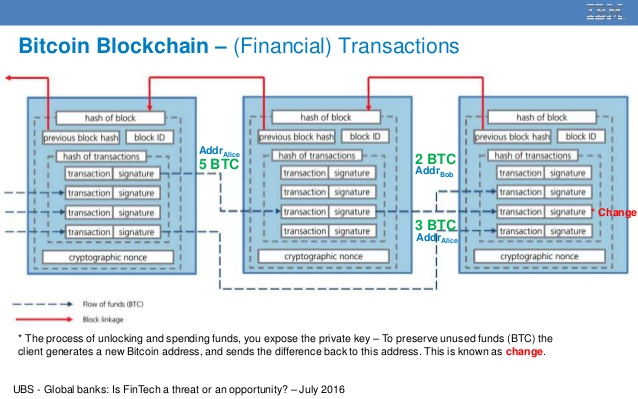 IBM
Bitcoin Blockchain – (Financial) Transactions
hash of block
previous block hash
block ID
hash of transactions
transaction signature
transaction signature
transaction signature
transaction signature
cryptographic nonce
AddrAlice
5 BTC
hash of block
previous block hash
block ID
hash of transactions
transaction signature
transaction signature
transaction signature
transaction signature
cryptographic nonce
2 BTC
AddrBob
3 BTC
AddrAlice
hash of block
previous block hash
block ID
hash of transactions
transaction signature
transaction signature
transaction signature
* Change
transaction signature
cryptographic nonce
Flow of funds (BTC)
Block linkage
* The process of unlocking and spending funds, you expose the private key – To preserve unused funds (BTC) the
client generates a new Bitcoin address, and sends the difference back to this address. This is known as change.
UBS - Global banks: Is FinTech a threat or an opportunity? – July 2016